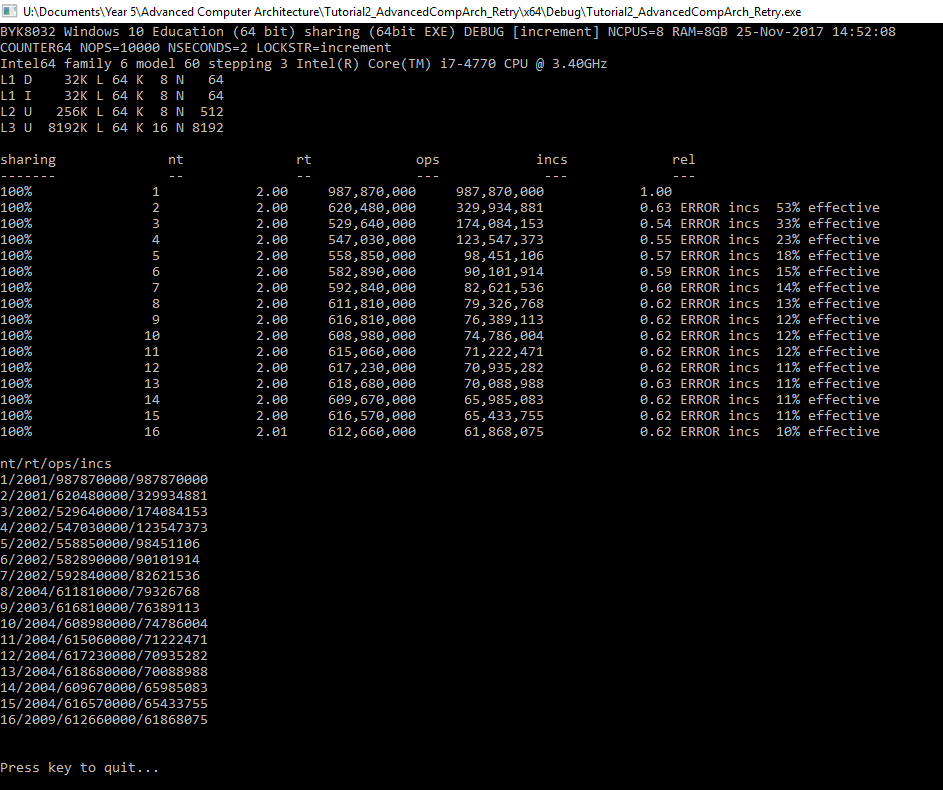 U:\Documents\Year 5\Advanced Computer Architecture\Tutorial2_AdvancedCompArch_Retry\x64\Debug\Tutorial2_AdvancedCompArch_Retry.exe
BYK8032 Windows 10 Education (64 bit) sharing (64bit EXE) DEBUG [increment] NCPUS=8 RAM=8GB 25-Nov-2017 14:52:08
COUNTER64 NOPS=10000 NSECONDS=2 LOCKSTR=increment
Intel64 family 6 model 60 stepping 3 Intel(R) Core(TM) i7-4770 CPU @ 3.40GHz
L1 D 32K L 64 K 8 N 64
L1 I 32K L 64 K 8 N 64
L2 U 256K L 64 K 8 N 512
L3 U 8192K L 64 K 16 N 8192
sharing nt rt ops incs rel
------- -- -- --- --- ---
100% 1 2.00 987,870,000 987,870,000 1.00
100% 2 2.00 620,480,000 329,934,881 0.63 ERROR incs 53% effective
100% 3 2.00 529,640,000 174,084,153 0.54 ERROR incs 33% effective
100% 4 2.00 547,030,000 123,547,373 0.55 ERROR incs 23% effective
100% 5 2.00 558,850,000 98,451,106 0.57 ERROR incs 18% effective
100% 6 2.00 582,890,000 90,101,914 0.59 ERROR incs 15% effective
100% 7 2.00 592,840,000 82,621,536 0.60 ERROR incs 14% effective
100% 8 2.00 611,810,000 79,326,768 0.62 ERROR incs 13% effective
100% 9 2.00 616,810,000 76,389,113 0.62 ERROR incs 12% effective
100% 10 2.00 608,980,000 74,786,004 0.62 ERROR incs 12% effective
100% 11 2.00 615,060,000 71,222,471 0.62 ERROR incs 12% effective
100% 12 2.00 617,230,000 70,935,282 0.62 ERROR incs 11% effective
100% 13 2.00 618,680,000 70,088,988 0.63 ERROR incs 11% effective
100% 14 2.00 609,670,000 65,985,083 0.62 ERROR incs 11% effective
100% 15 2.00 616,570,000 65,433,755 0.62 ERROR incs 11% effective
100% 16 2.01 612,660,000 61,868,075 0.62 ERROR incs 10% effective
nt/rt/ops/incs
1/2001/987870000/987870000
2/2001/620480000/329934881
3/2002/529640000/174084153
4/2002/547030000/123547373
5/2002/558850000/98451106
6/2002/582890000/90101914
7/2002/592840000/82621536
8/2004/611810000/79326768
9/2003/616810000/76389113
10/2004/608980000/74786004
11/2004/615060000/71222471
12/2004/617230000/70935282
13/2004/618680000/70088988
14/2004/609670000/65985083
15/2004/616570000/65433755
16/2009/612660000/61868075
Press key to quit...